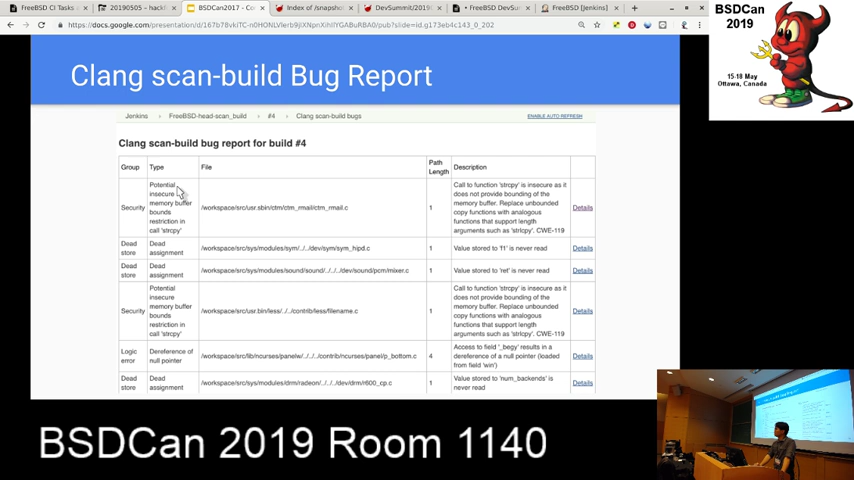 FreeBSD CI Tasks a
20190505 – hackf
BSDCan2017 - Co
Index of /snapshot
DevSummit/2019
FreeBSD DevSum
FreeBSD [Jenkins]
https://docs.google.com/presentation/d/
BSDCan
2019
15-18 May
Ottawa, Canada
Clang scan-build Bug Report
Jenkins FreeBSD-head-scan_build #4 Clang scan-build bugs ENABLE AUTO REFRESH
Clang scan-build bug report for build #4
Group Type File Path Length Description
Security Potential insecure memory buffer bounds restriction in call 'strcpy' /workspace/src/usr.sbin/ctm/ctm_rmail/ctm_rmail.c 1 Call to function 'strcpy' is insecure as it does not provide bounding of the memory buffer. Replace unbounded copy functions with analogous functions that support length arguments such as 'strlcpy'. CWE-119 Details
Dead store Dead assignment /workspace/src/sys/modules/sym/../../dev/sym/sym_hipd.c 1 Value stored to 'f1' is never read Details
Dead store Dead assignment /workspace/src/sys/modules/sound/sound/../../../dev/sound/pcm/mixer.c 1 Value stored to 'ret' is never read Details
Security Potential insecure memory buffer bounds restriction in call 'strcpy' /workspace/src/usr.bin/less/../../contrib/less/filename.c 1 Call to function 'strcpy' is insecure as it does not provide bounding of the memory buffer. Replace unbounded copy functions with analogous functions that support length arguments such as 'strlcpy'. CWE-119 Details
Logic error Dereference of null pointer /workspace/src/lib/ncurses/panelw/../../../contrib/ncurses/panel/p_bottom.c 4 Access to field '_begy' results in a dereference of a null pointer (loaded from field 'win') Details
Dead store Dead assignment /workspace/src/sys/modules/drm/radeon/../../../dev/drm/r600_cp.c 1 Value stored to 'num_backends' is never read Details
BSDCan 2019 Room 1140